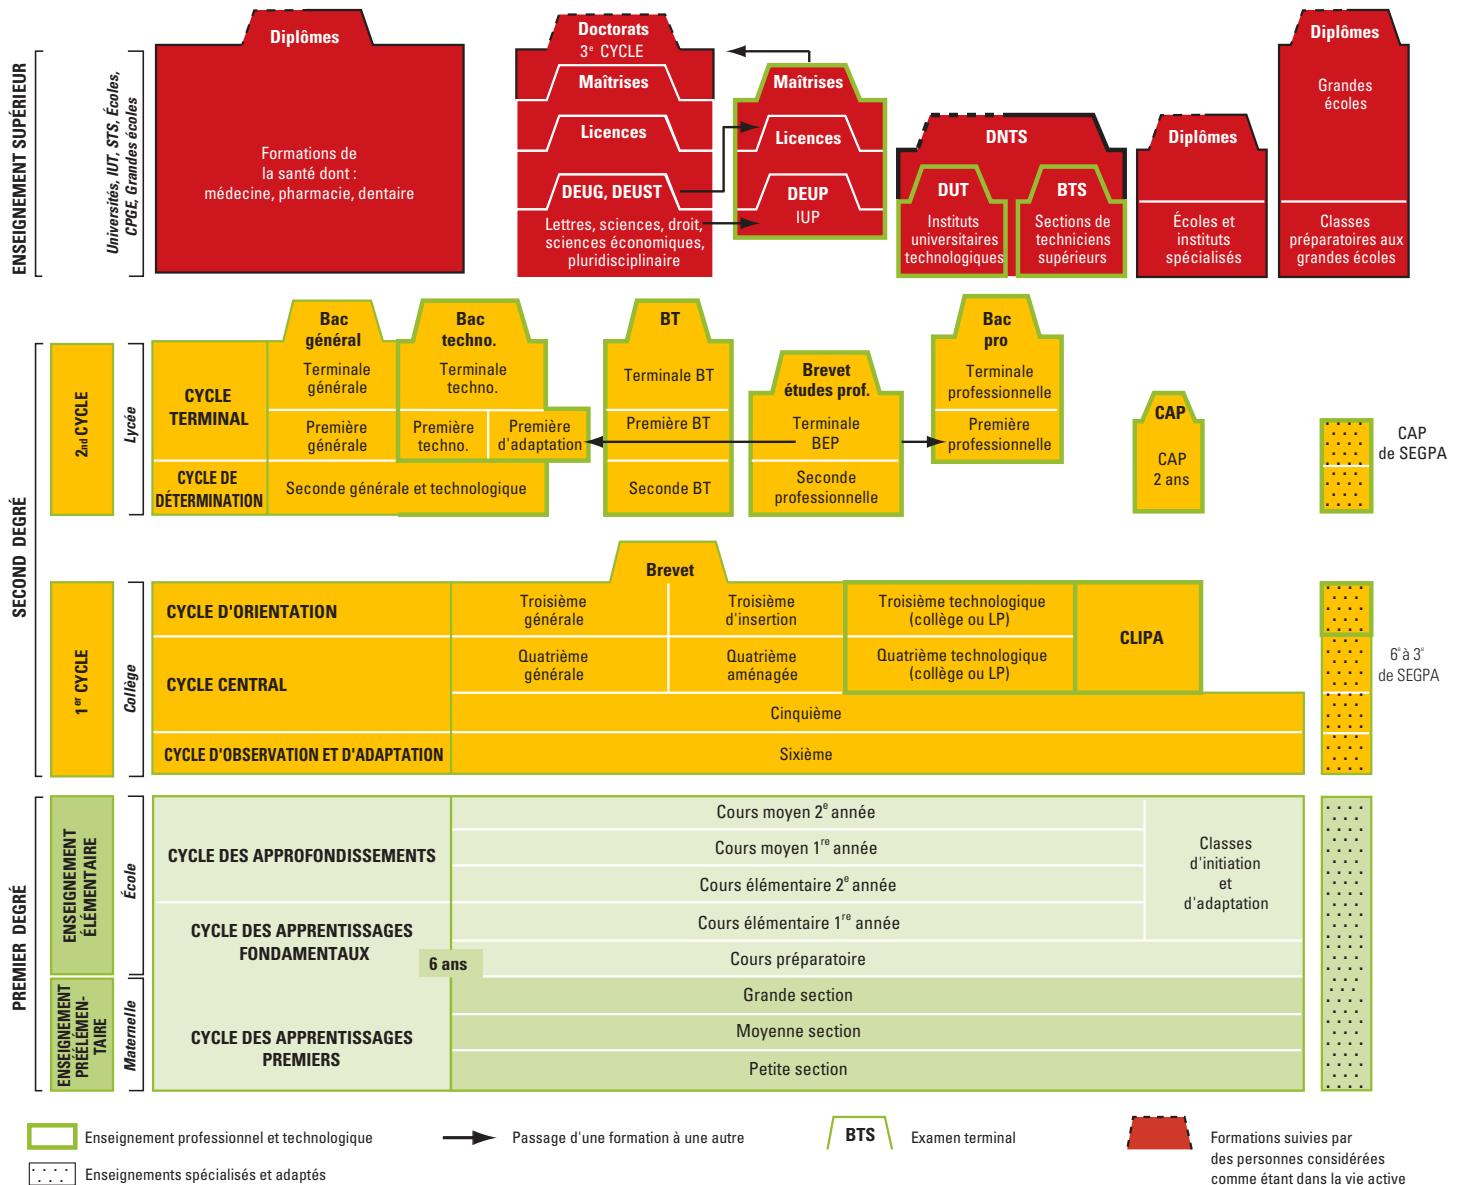 ENSEIGNEMENT SUPÉRIEUR
Universités, IUT, STS, Écoles,
CPGE, Grandes écoles
Diplômes
Formations de
la santé dont :
médecine, pharmacie, dentaire
Doctorats
3e CYCLE
Maîtrises
Licences
DEUG, DEUST
Lettres, sciences, droit,
sciences économiques,
pluridisciplinaire
Maîtrises
Licences
DEUP
IUP
DNTS
DUT
Instituts
universitaires
technologiques
BTS
Sections de
techniciens
supérieurs
Diplômes
Écoles et
instituts
spécialisés
Diplômes
Grandes
écoles
Classes
préparatoires aux
grandes écoles
SECOND DEGRÉ
2nd CYCLE
Lycée
CYCLE
TERMINAL
CYCLE DE
DÉTERMINATION
Bac
général
Terminale
générale
Première
générale
Bac
techno.
Terminale
techno.
Première
techno.
Première
d'adaptation
Seconde générale et technologique
BT
Terminale BT
Première BT
Seconde BT
Brevet
études prof.
Terminale
BEP
Seconde
professionnelle
Bac
pro
Terminale
professionnelle
Première
professionnelle
CAP
CAP
2 ans
CAP
de SEGPA
1er CYCLE
Collège
Brevet
CYCLE D'ORIENTATION
Troisième
générale
Troisième
d'insertion
Troisième technologique
(collège ou LP)
CLIPA
CYCLE CENTRAL
Quatrième
générale
Quatrième
aménagée
Quatrième technologique
(collège ou LP)
Cinquième
CYCLE D'OBSERVATION ET D'ADAPTATION
Sixième
6e à 3e
de SEGPA
PREMIER DEGRÉ
ENSEIGNEMENT
ÉLÉMENTAIRE
École
CYCLE DES APPROFONDISSEMENTS
Cours moyen 2e année
Cours moyen 1re année
Cours élémentaire 2e année
Classes
d'initiation
et
d'adaptation
CYCLE DES APPRENTISSAGES
FONDAMENTAUX
Cours élémentaire 1re année
6 ans
Cours préparatoire
ENSEIGNEMENT
PRÉÉLÉMEN-
TAIRE
Maternelle
Grande section
CYCLE DES APPRENTISSAGES
PREMIERS
Moyenne section
Petite section
Enseignement professionnel et technologique
Passage d'une formation à une autre
BTS
Examen terminal
Formations suivies par
des personnes considérées
comme étant dans la vie active
Enseignements spécialisés et adaptés